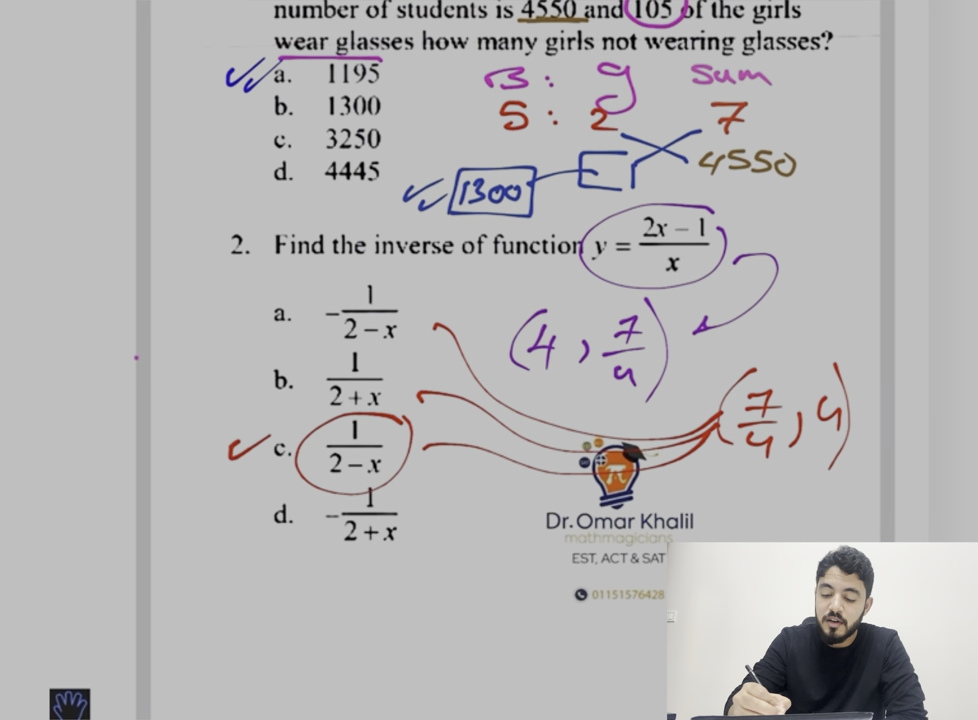 number of students is 4550 and 105 of the girls
wear glasses how many girls not wearing glasses?
a. 1195
b. 1300
c. 3250
d. 4445
B : g sum
5 : 2 7
4550
1300
2. Find the inverse of function y = (2x - 1)/x
a. -1/(2 - x)
b. 1/(2 + x)
c. 1/(2 - x)
d. -1/(2 + x)
(4, 7/4)
(7/4, 4)
π
Dr. Omar Khalil
mathmagicians
EST, ACT & SAT
01151576428